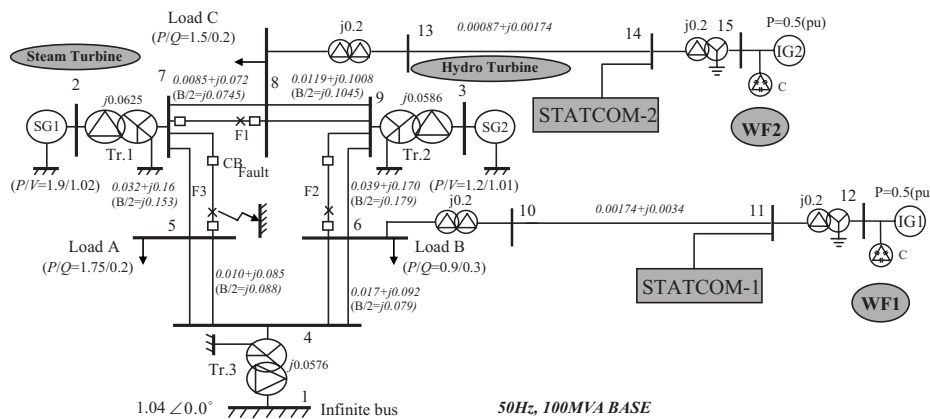 Load C
(P/Q=1.5/0.2)
j0.2
13
0.00087+j0.00174
14
j0.2
15
P=0.5(pu)
IG2
C
Steam Turbine
Hydro Turbine
STATCOM-2
WF2
2
7
0.0085+j0.072
(B/2=j0.0745)
8
0.0119+j0.1008
(B/2=j0.1045)
9
3
j0.0625
j0.0586
SG1
Tr.1
F1
Tr.2
SG2
CB
Fault
(P/V=1.9/1.02)
0.032+j0.16
(B/2=j0.153)
F3
F2
0.039+j0.170
(B/2=j0.179)
(P/V=1.2/1.01)
j0.2
10
0.00174+j0.0034
11
j0.2
12
P=0.5(pu
IG1
C
5
6
Load A
(P/Q=1.75/0.2)
Load B
(P/Q=0.9/0.3)
STATCOM-1
WF1
0.010+j0.085
(B/2=j0.088)
0.017+j0.092
(B/2=j0.079)
4
Tr.3
j0.0576
1
1.04 ∠0.0°
Infinite bus
50Hz, 100MVA BASE